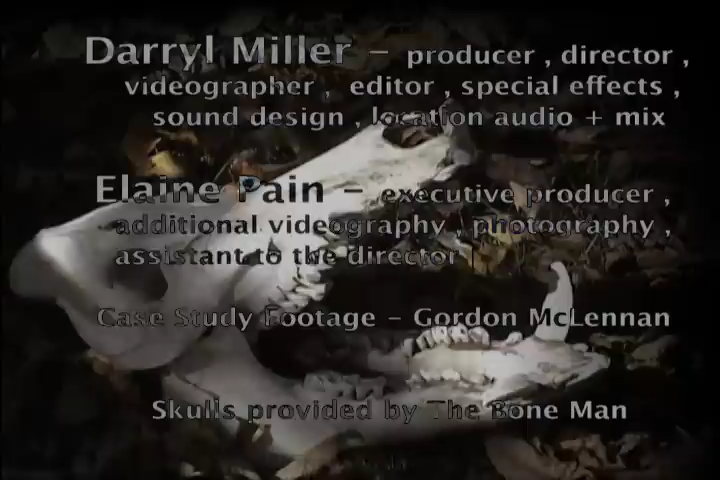 Darryl Miller – producer , director ,
videographer , editor , special effects ,
sound design , location audio + mix
Elaine Pain – executive producer ,
additional videography , photography ,
assistant to the director
Case Study Footage – Gordon McLennan
Skulls provided by The Bone Man